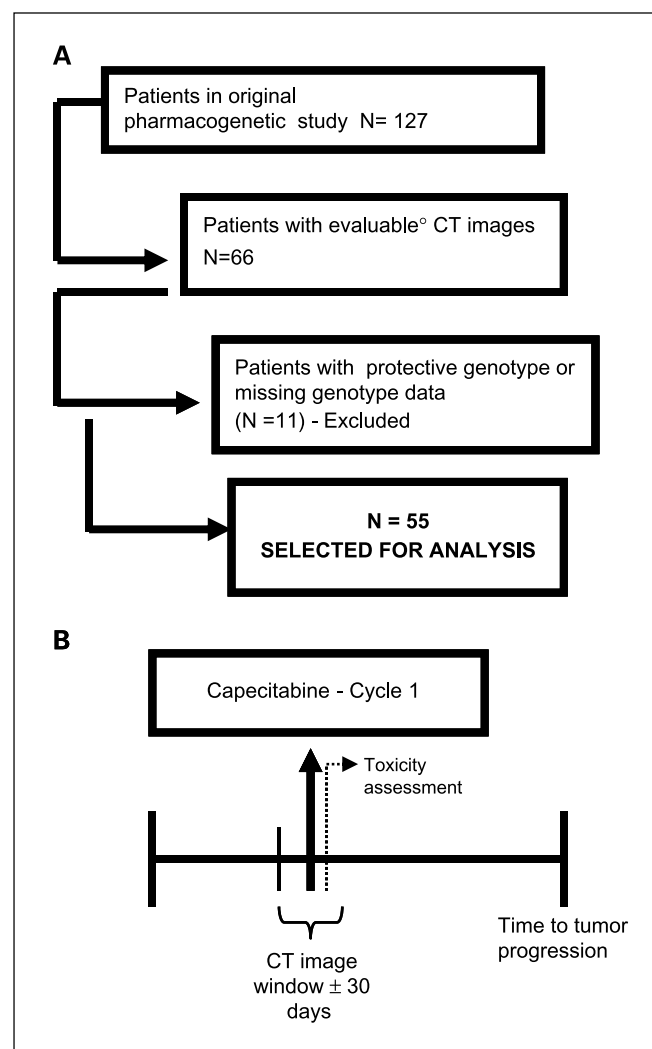 A
Patients in original
pharmacogenetic study N= 127
Patients with evaluable° CT images
N=66
Patients with protective genotype or
missing genotype data
(N =11) - Excluded
N = 55
SELECTED FOR ANALYSIS
B
Capecitabine - Cycle 1
Toxicity
assessment
Time to tumor
progression
CT image
window ± 30
days